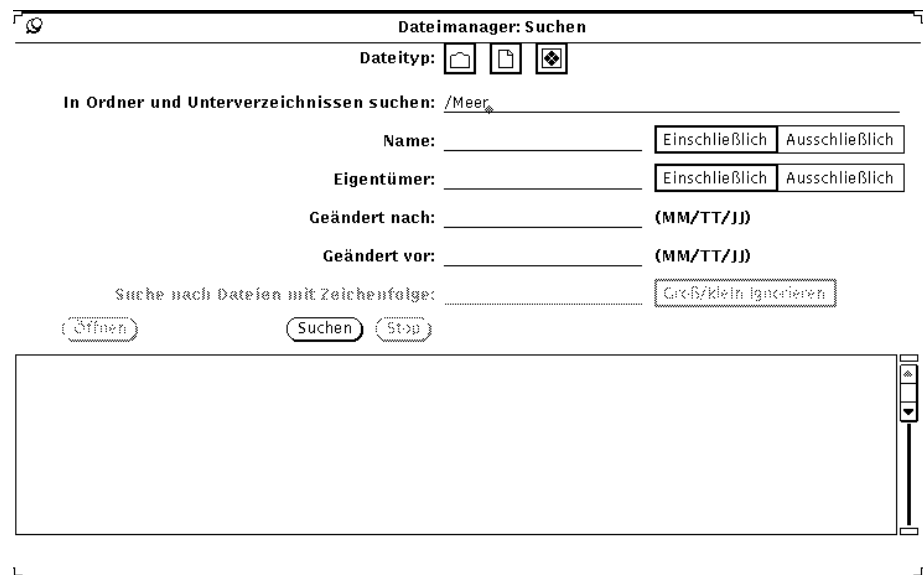 Dateimanager: Suchen
Dateityp:
In Ordner und Unterverzeichnissen suchen: /Meer
Name: Einschließlich Ausschließlich
Eigentümer: Einschließlich Ausschließlich
Geändert nach: (MM/TT/JJ)
Geändert vor: (MM/TT/JJ)
Suche nach Dateien mit Zeichenfolge: Groß/Klein ignorieren
Öffnen Suchen Stop